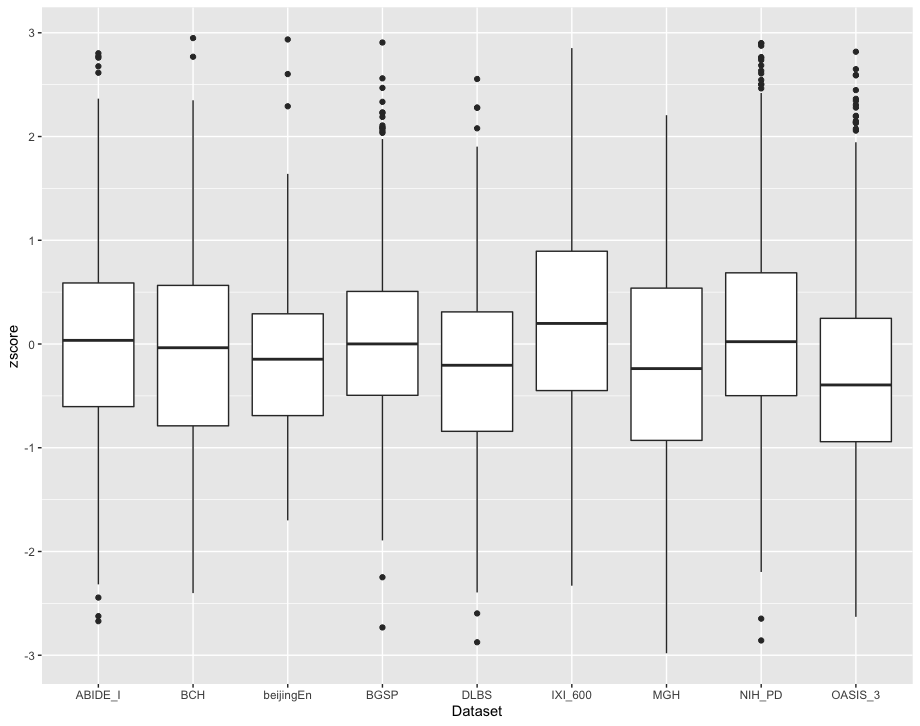 3
2
1
0
-1
-2
-3
zscore
ABIDE_I BCH beijingEn BGSP DLBS IXI_600 MGH NIH_PD OASIS_3
Dataset